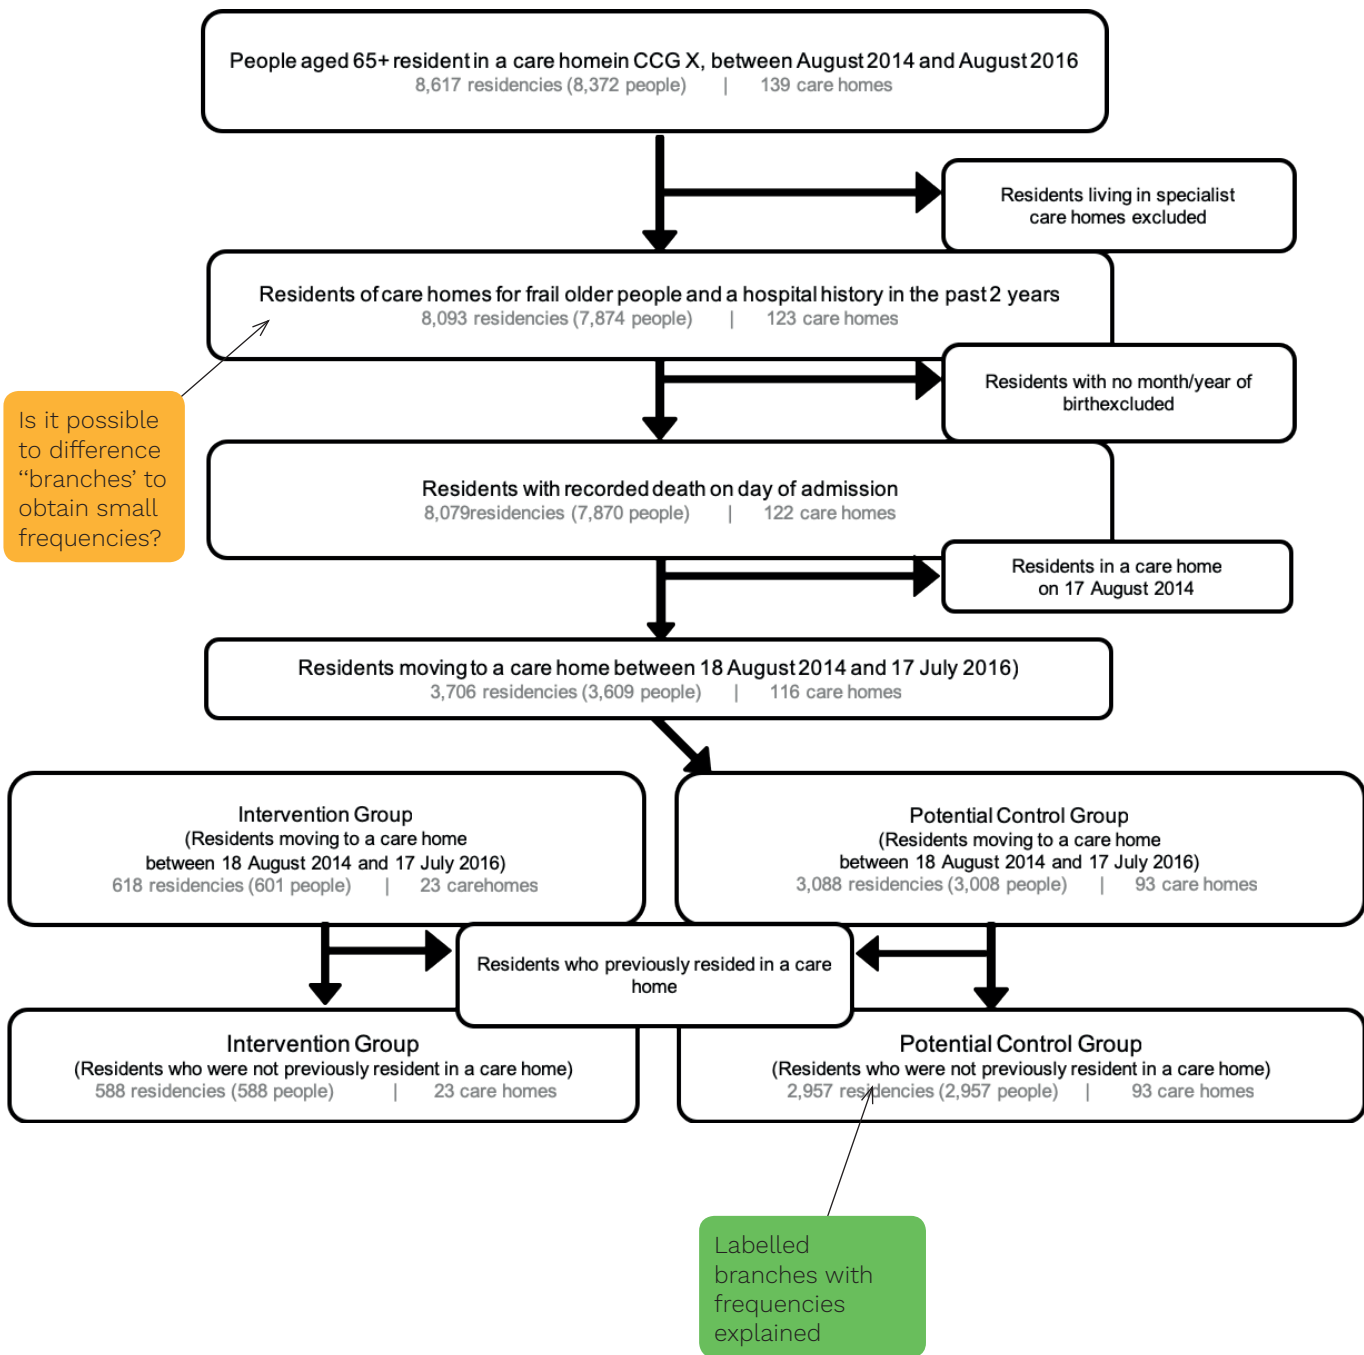 People aged 65+ resident in a care homein CCG X, between August 2014 and August 2016
8,617 residencies (8,372 people) | 139 care homes
Residents living in specialist
care homes excluded
Residents of care homes for frail older people and a hospital history in the past 2 years
8,093 residencies (7,874 people) | 123 care homes
Residents with no month/year of
birthexcluded
Is it possible
to difference
“branches’ to
obtain small
frequencies?
Residents with recorded death on day of admission
8,079residencies (7,870 people) | 122 care homes
Residents in a care home
on 17 August 2014
Residents moving to a care home between 18 August 2014 and 17 July 2016)
3,706 residencies (3,609 people) | 116 care homes
Intervention Group
(Residents moving to a care home
between 18 August 2014 and 17 July 2016)
618 residencies (601 people) | 23 carehomes
Potential Control Group
(Residents moving to a care home
between 18 August 2014 and 17 July 2016)
3,088 residencies (3,008 people) | 93 care homes
Residents who previously resided in a care
home
Intervention Group
(Residents who were not previously resident in a care home)
588 residencies (588 people) | 23 care homes
Potential Control Group
(Residents who were not previously resident in a care home)
2,957 residencies (2,957 people) | 93 care homes
Labelled
branches with
frequencies
explained